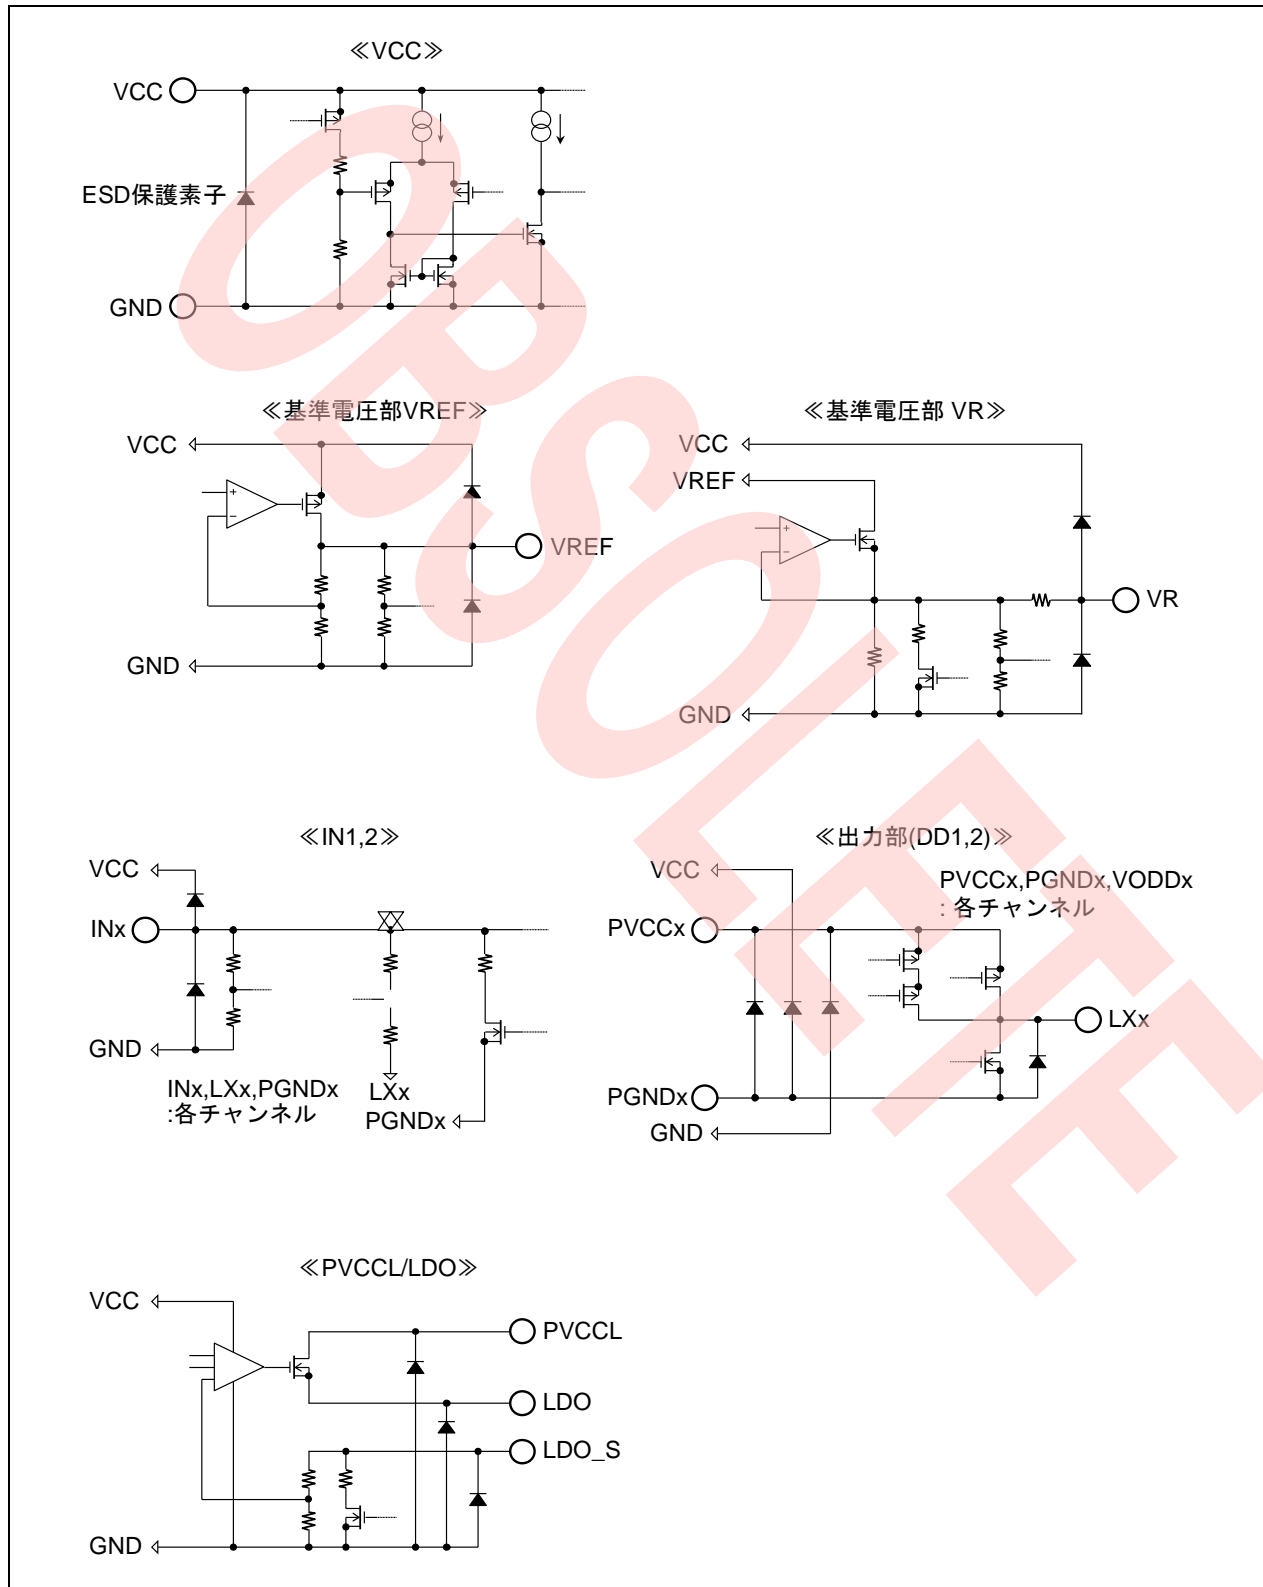 ≪VCC≫
VCC
ESD保護素子
GND
≪基準電圧部VREF≫
VCC
+
−
VREF
GND
≪基準電圧部 VR≫
VCC
VREF
+
−
VR
GND
≪IN1,2≫
VCC
INx
GND
INx,LXx,PGNDx
:各チャンネル
LXx
PGNDx
≪出力部(DD1,2)≫
VCC
PVCCx,PGNDx,VODDx
: 各チャンネル
PVCCx
LXx
PGNDx
GND
≪PVCCL/LDO≫
VCC
PVCCL
LDO
LDO_S
GND
OBSOLETE